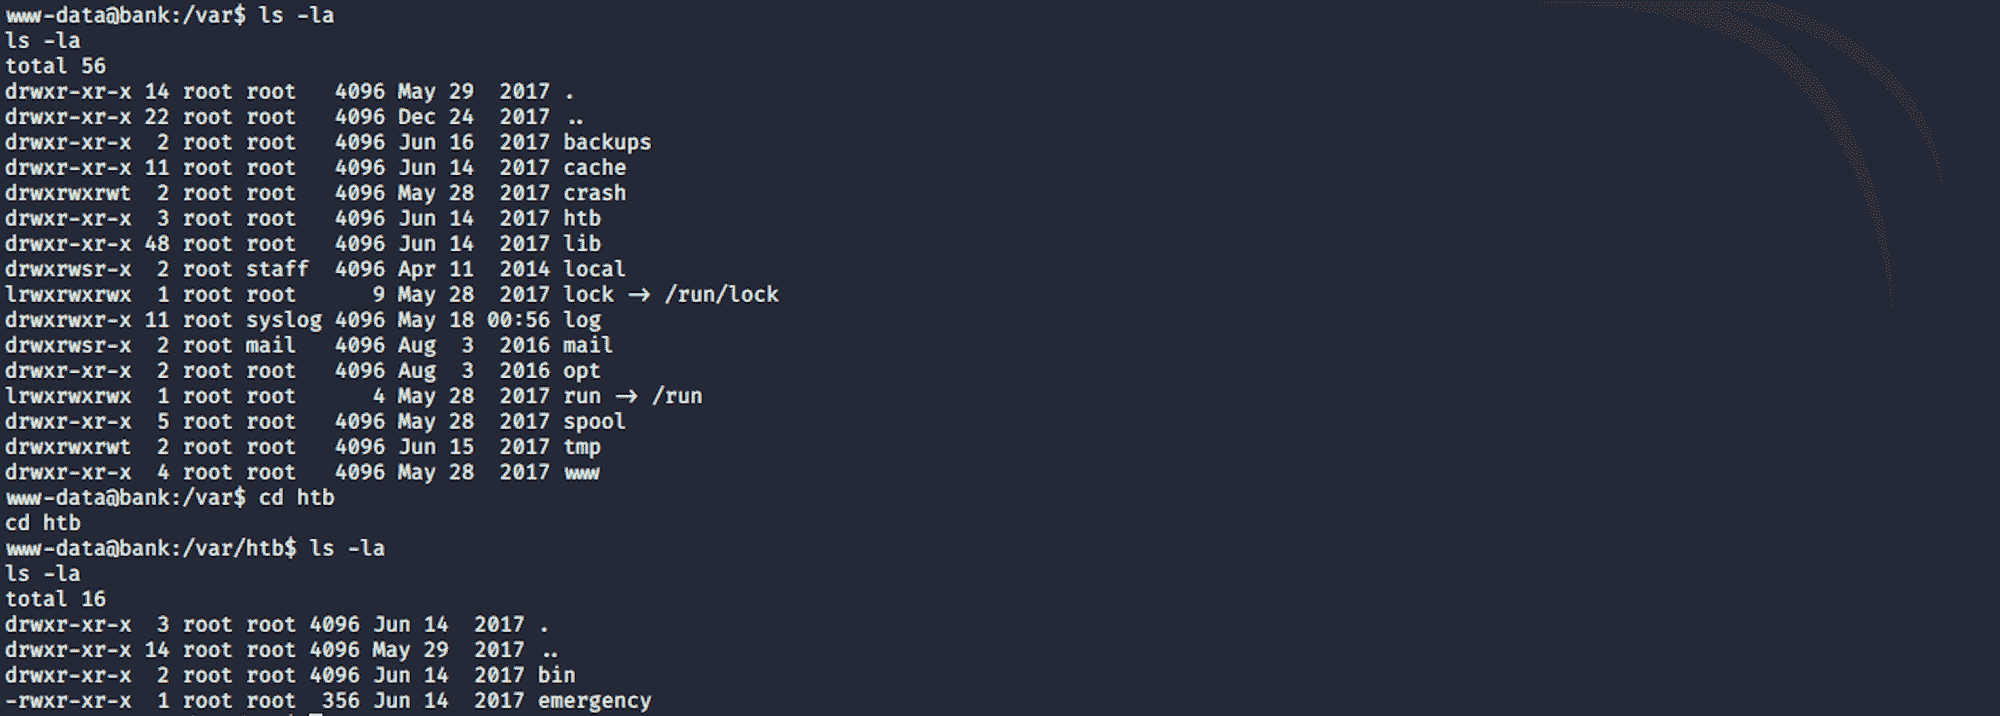 www-data@bank:/var$ ls -la
ls -la
total 56
drwxr-xr-x 14 root root   4096 May 29  2017 .
drwxr-xr-x 22 root root   4096 Dec 24  2017 ..
drwxr-xr-x  2 root root   4096 Jun 16  2017 backups
drwxr-xr-x 11 root root   4096 Jun 14  2017 cache
drwxrwxrwt  2 root root   4096 May 28  2017 crash
drwxr-xr-x  3 root root   4096 Jun 14  2017 htb
drwxr-xr-x 48 root root   4096 Jun 14  2017 lib
drwxrwsr-x  2 root staff  4096 Apr 11  2014 local
lrwxrwxrwx  1 root root      9 May 28  2017 lock -> /run/lock
drwxrwxr-x 11 root syslog 4096 May 18 00:56 log
drwxrwsr-x  2 root mail   4096 Aug  3  2016 mail
drwxr-xr-x  2 root root   4096 Aug  3  2016 opt
lrwxrwxrwx  1 root root      4 May 28  2017 run -> /run
drwxr-xr-x  5 root root   4096 May 28  2017 spool
drwxrwxrwt  2 root root   4096 Jun 15  2017 tmp
drwxr-xr-x  4 root root   4096 May 28  2017 www
www-data@bank:/var$ cd htb
cd htb
www-data@bank:/var/htb$ ls -la
ls -la
total 16
drwxr-xr-x  3 root root 4096 Jun 14  2017 .
drwxr-xr-x 14 root root 4096 May 29  2017 ..
drwxr-xr-x  2 root root 4096 Jun 14  2017 bin
-rwxr-xr-x  1 root root  356 Jun 14  2017 emergency